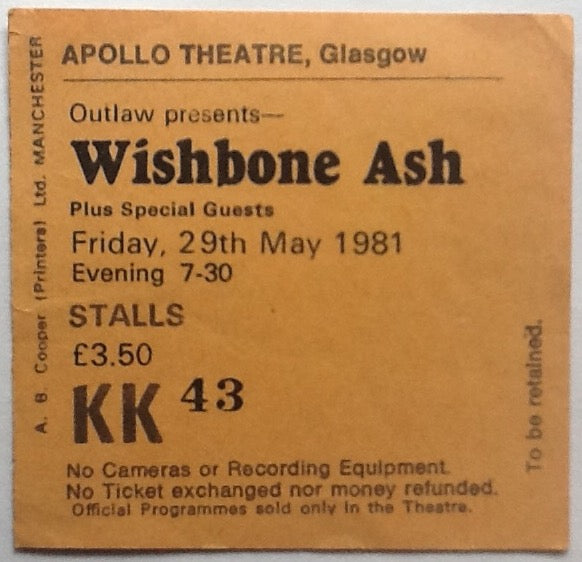 APOLLO THEATRE, Glasgow
Outlaw presents—
Wishbone Ash
Plus Special Guests
Friday, 29th May 1981
Evening 7-30
STALLS
£3.50
KK 43
No Cameras or Recording Equipment.
No Ticket exchanged nor money refunded.
Official Programmes sold only in the Theatre.
A. B. Cooper (Printers) Ltd. MANCHESTER
To be retained.